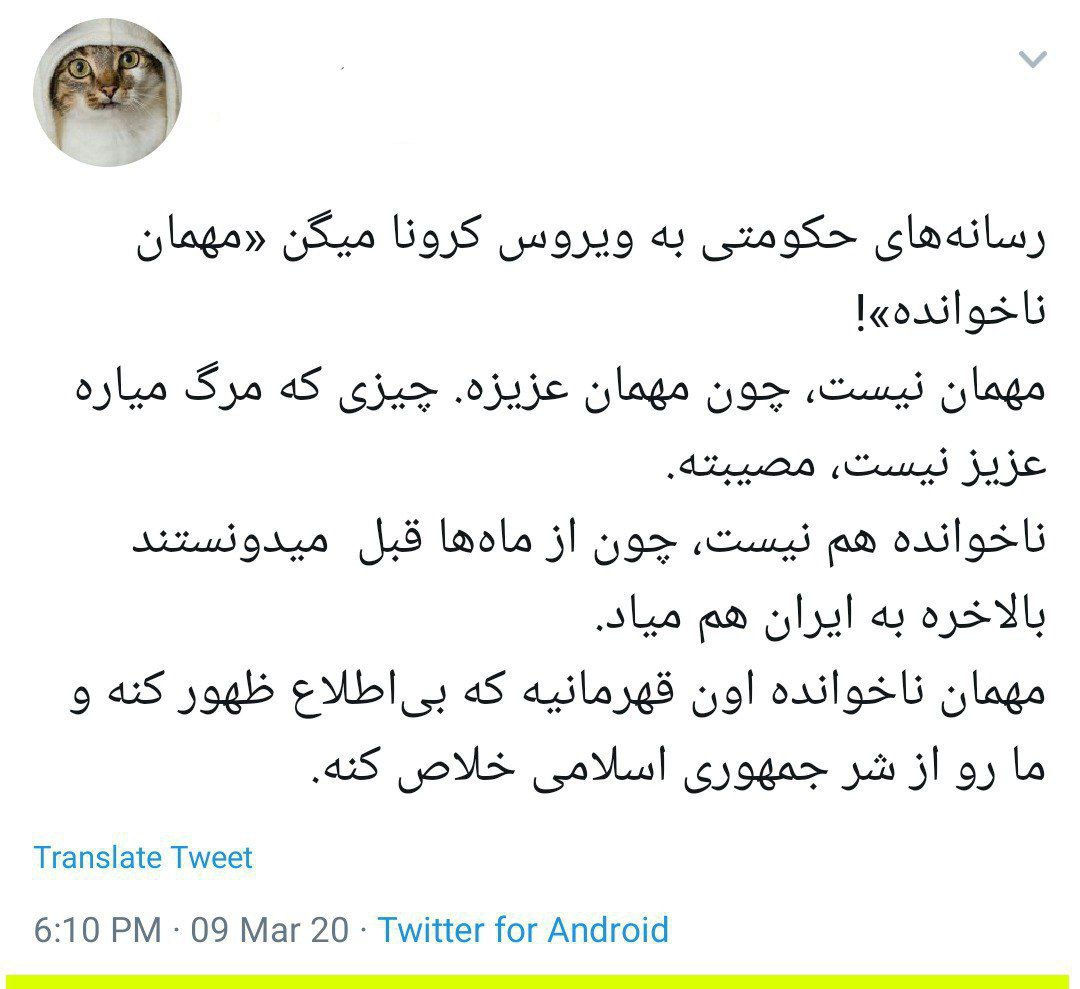 رسانه‌های حکومتی به ویروس کرونا میگن «مهمان
ناخوانده»!
مهمان نیست، چون مهمان عزیزه. چیزی که مرگ میاره
عزیز نیست، مصیبته.
ناخوانده هم نیست، چون از ماه‌ها قبل  میدونستند
بالاخره به ایران هم میاد.
مهمان ناخوانده اون قهرمانیه که بی‌اطلاع ظهور کنه و
ما رو از شر جمهوری اسلامی خلاص کنه.
Translate Tweet
6:10 PM · 09 Mar 20 · Twitter for Android